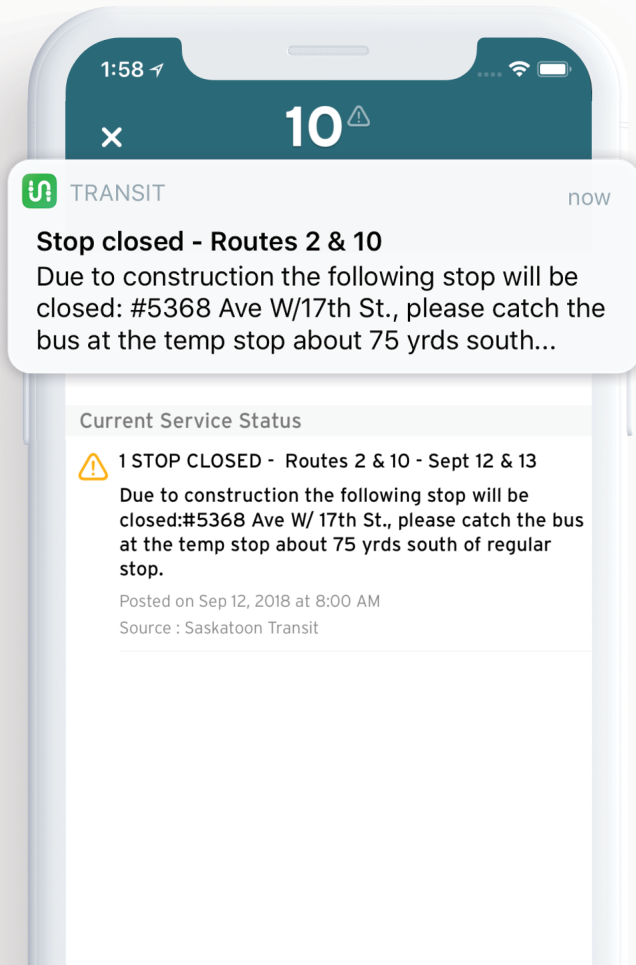 1:58
10
TRANSIT
now
Stop closed - Routes 2 & 10
Due to construction the following stop will be
closed: #5368 Ave W/17th St., please catch the
bus at the temp stop about 75 yrds south...
Current Service Status
1 STOP CLOSED -  Routes 2 & 10 - Sept 12 & 13
Due to construction the following stop will be
closed:#5368 Ave W/ 17th St., please catch the bus
at the temp stop about 75 yrds south of regular
stop.
Posted on Sep 12, 2018 at 8:00 AM
Source : Saskatoon Transit